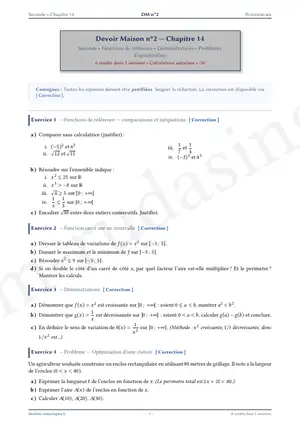 Seconde • Chapitre 14
DM n°2
Devoir Maison n°2 — Chapitre 14
Seconde • Fonctions de référence • Démonstrations • Problèmes
d'optimisation
À rendre dans 1 semaine • Calculatrice autorisée • /20
Consignes : Toutes les réponses doivent être justifiées. Soigner la rédaction. La correction est disponible sur
[ Correction ].
Exercice 1 — Fonctions de référence — comparaisons et inéquations [ Correction ]
a) Comparer sans calculatrice (justifier) :
i. (−5)² et 4²
ii. √12 et √15
iii. 1/7 et 1/4
iv. (−3)³ et 4³
b) Résoudre sur l'ensemble indiqué :
i. x² ≤ 25 sur ℝ
ii. x³ > −8 sur ℝ
iii. √x ≥ 5 sur [0 ; +∞[
iv. 1/x ≤ 1/3 sur ]0 ; +∞[
c) Encadrer √50 entre deux entiers consécutifs. Justifier.
Exercice 2 — Fonction carré sur un intervalle [ Correction ]
a) Dresser le tableau de variations de f(x) = x² sur [−3 ; 5].
b) Donner le maximum et le minimum de f sur [−3 ; 5].
c) Résoudre x² ≤ 9 sur [−3 ; 5].
d) Si on double le côté d'un carré de côté x, par quel facteur l'aire est-elle multipliée ? Et le périmètre ?
Montrer les calculs.
Exercice 3 — Démonstrations [ Correction ]
a) Démontrer que f(x) = x² est croissante sur [0 ; +∞[ : soient 0 ≤ a < b, montrer a² < b².
b) Démontrer que g(x) = 1/x est décroissante sur ]0 ; +∞[ : soient 0 < a < b, calculer g(a) − g(b) et conclure.
c) En déduire le sens de variation de h(x) = 1/x² sur ]0 ; +∞[. (Méthode : x² croissante, 1/t décroissante, donc
1/x² est...)
Exercice 4 — Problème — Optimisation d'une clôture [ Correction ]
Un agriculteur souhaite construire un enclos rectangulaire en utilisant 80 mètres de grillage. Il note x la largeur
de l'enclos (0 < x < 40).
a) Exprimer la longueur ℓ de l'enclos en fonction de x. (Le périmètre total est 2x + 2ℓ = 80.)
b) Exprimer l'aire A(x) de l'enclos en fonction de x.
c) Calculer A(10), A(20), A(30).
– 1 –
À rendre dans 1 semaine